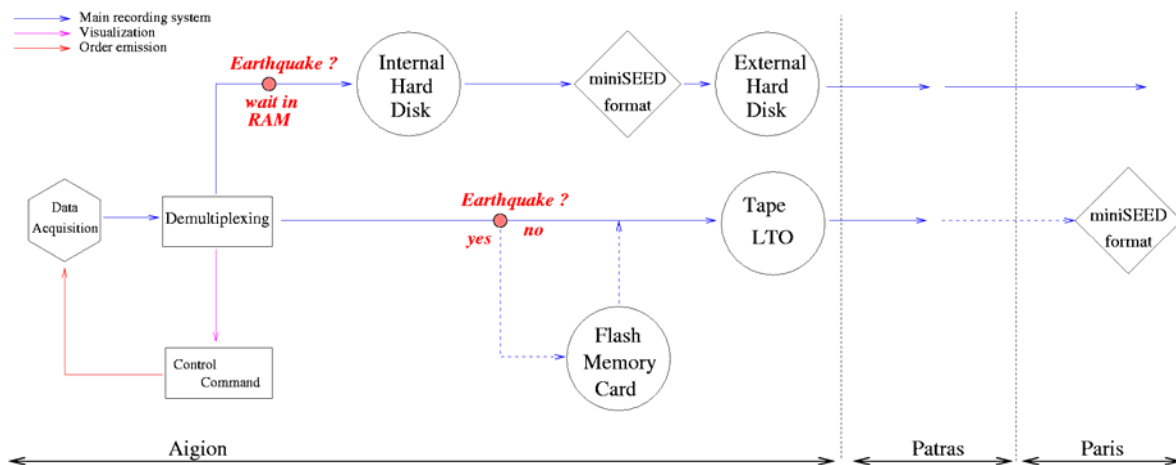 Main recording system
Visualization
Order emission
Earthquake ?
wait in
RAM
Internal
Hard
Disk
miniSEED
format
External
Hard
Disk
Data
Acquisition
Demultiplexing
Earthquake ?
yes
no
Tape
LTO
miniSEED
format
Flash
Memory
Card
Control
Command
Aigion
Patras
Paris